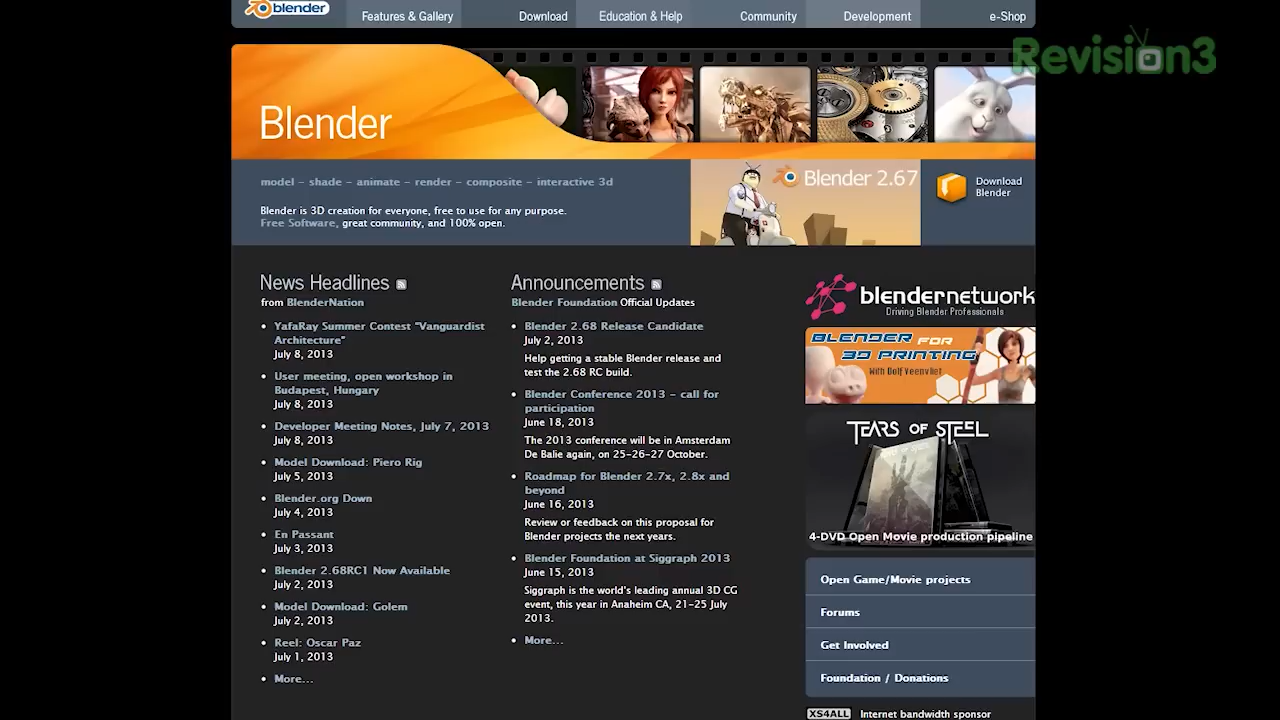 blender
Features & Gallery
Download
Education & Help
Community
Development
e-Shop
Revision3
Blender
model - shade - animate - render - composite - interactive 3d
Blender is 3D creation for everyone, free to use for any purpose.
Free Software, great community, and 100% open.
Blender 2.67
Download
Blender
News Headlines
from BlenderNation
YafaRay Summer Contest "Vanguardist
Architecture"
July 8, 2013
User meeting, open workshop in
Budapest, Hungary
July 8, 2013
Developer Meeting Notes, July 7, 2013
July 8, 2013
Model Download: Piero Rig
July 5, 2013
Blender.org Down
July 4, 2013
En Passant
July 3, 2013
Blender 2.68RC1 Now Available
July 2, 2013
Model Download: Golem
July 2, 2013
Reel: Oscar Paz
July 1, 2013
More...
Announcements
Blender Foundation Official Updates
Blender 2.68 Release Candidate
July 2, 2013
Help getting a stable Blender release and
test the 2.68 RC build.
Blender Conference 2013 - call for
participation
June 18, 2013
The 2013 conference will be in Amsterdam
De Balie again, on 25-26-27 October.
Roadmap for Blender 2.7x, 2.8x and
beyond
June 16, 2013
Review or feedback on this proposal for
Blender projects the next years.
Blender Foundation at Siggraph 2013
June 15, 2013
Siggraph is the world's leading annual 3D CG
event, this year in Anaheim CA, 21-25 July
2013.
More...
blendernetwork
Driving Blender Professionals
BLENDER FOR
3D PRINTING
With Dolf Veenvliet
TEARS OF STEEL
4-DVD Open Movie production pipeline
Open Game/Movie projects
Forums
Get Involved
Foundation / Donations
XS4ALL Internet bandwidth sponsor